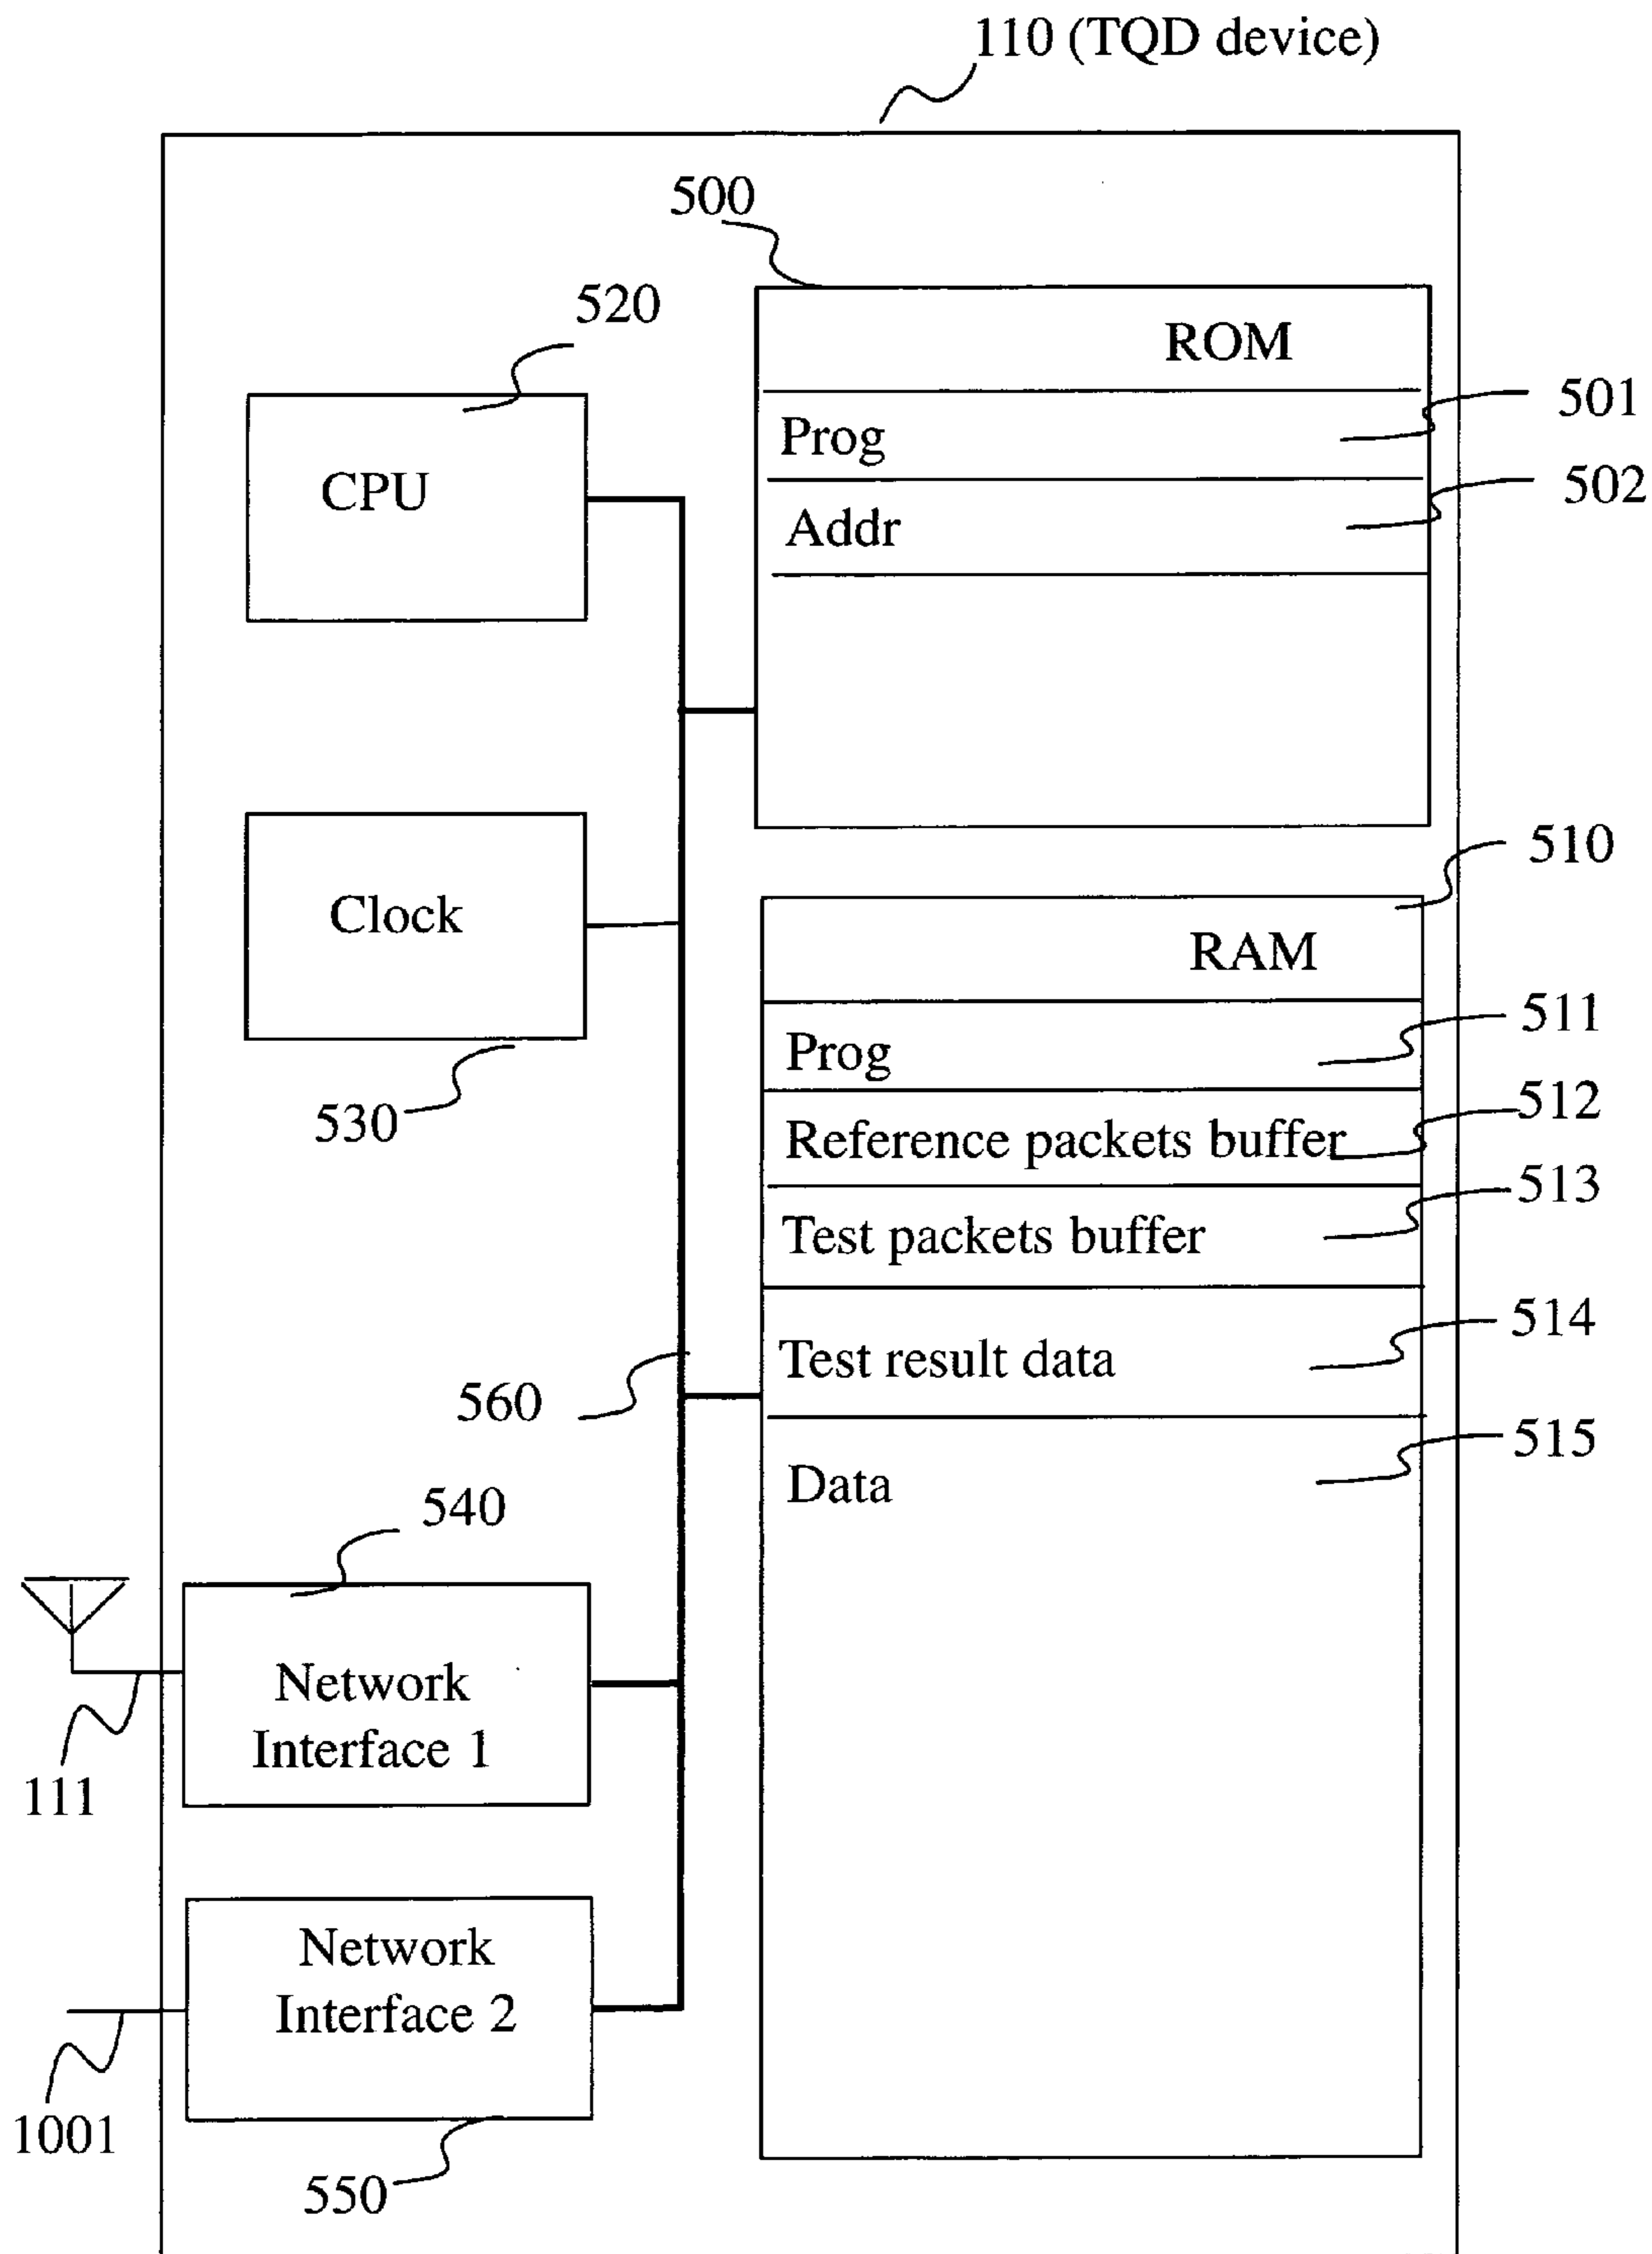 110 (TQD device)
500
520
ROM
501
Prog
502
CPU
Addr
510
Clock
RAM
511
Prog
530
512
Reference packets buffer
513
Test packets buffer
514
Test result data
560
515
Data
540
Network
Interface 1
111
Network
Interface 2
1001
550